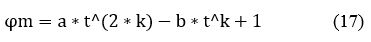 φm = a * t^(2 * k) − b * t^k + 1 (17)